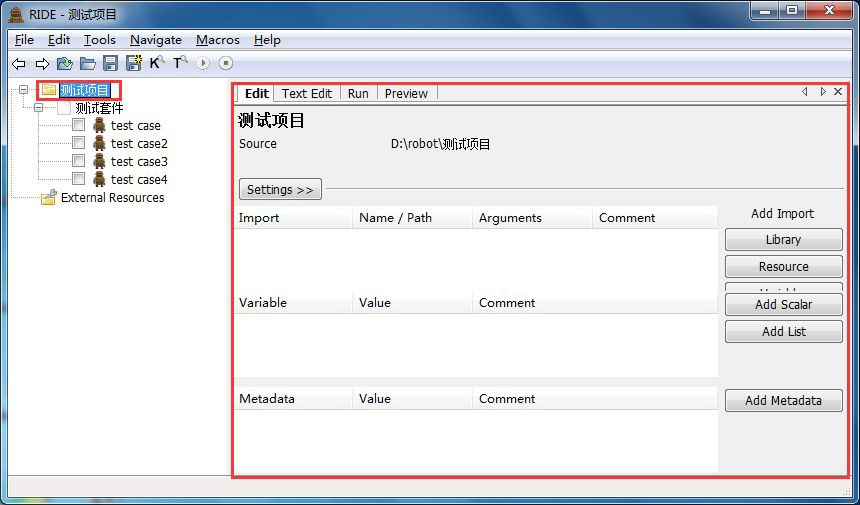 RIDE - 测试项目
File Edit Tools Navigate Macros Help
测试项目
测试套件
test case
test case2
test case3
test case4
External Resources
Edit Text Edit Run Preview
测试项目
Source D:\robot\测试项目
Settings >>
Import Name / Path Arguments Comment
Add Import
Library
Resource
Variable Value Comment
Add Scalar
Add List
Metadata Value Comment
Add Metadata